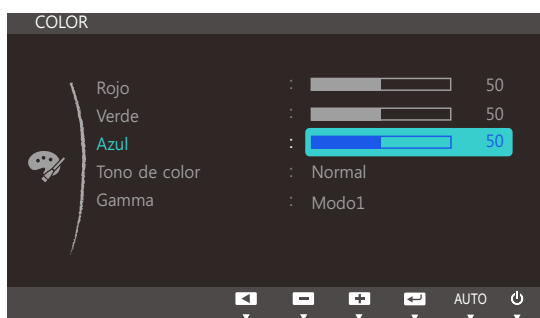 COLOR
Rojo : 50
Verde : 50
Azul : 50
Tono de color : Normal
Gamma : Modo1
AUTO